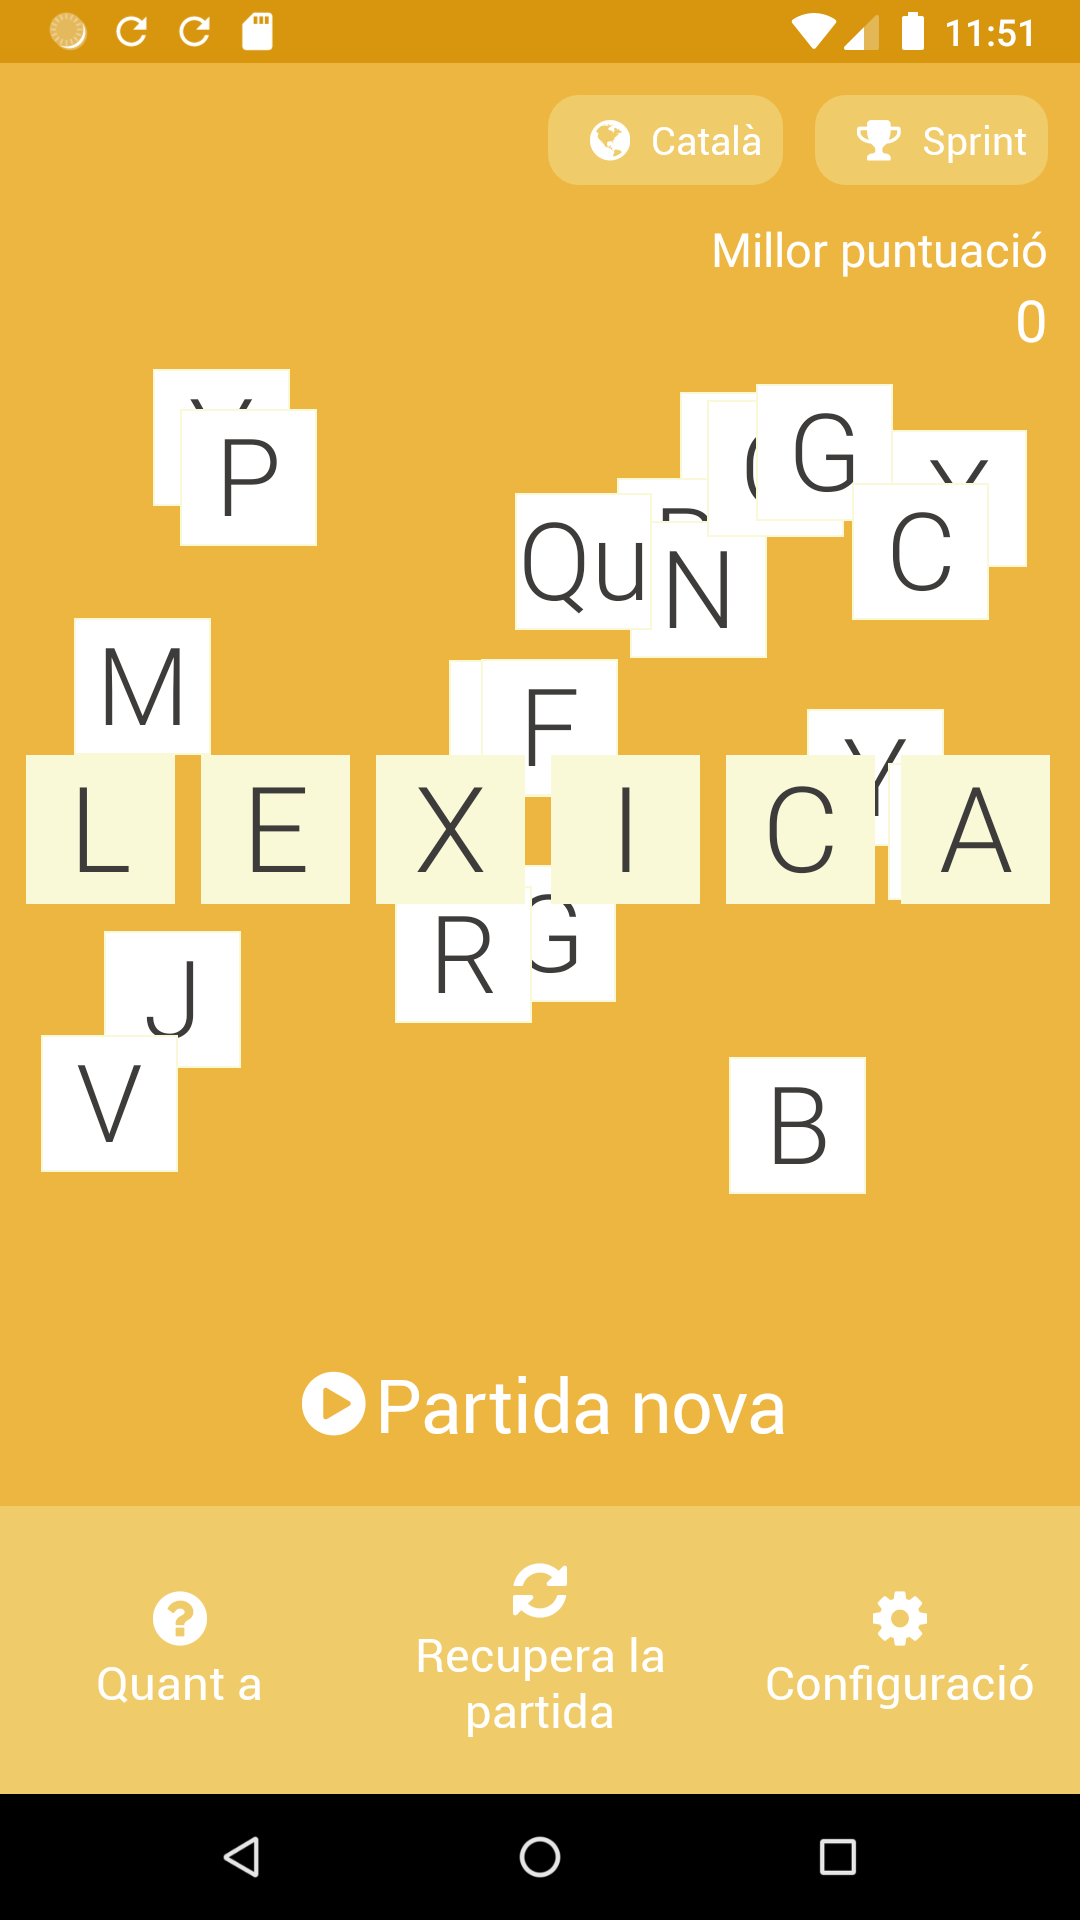 11:51
Català
Sprint
Millor puntuació
0
P
G
Y
C
Qu
N
M
F
Y
L E X I C A
R
G
J
V
B
Partida nova
Quant a
Recupera la
partida
Configuració